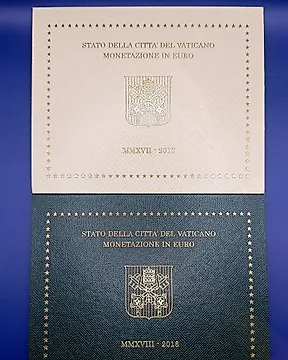 STATO DELLA CITTA' DEL VATICANO
MONETAZIONE IN EURO
MMXVII - 2017
STATO DELLA CITTA' DEL VATICANO
MONETAZIONE IN EURO
MMXVIII - 2018